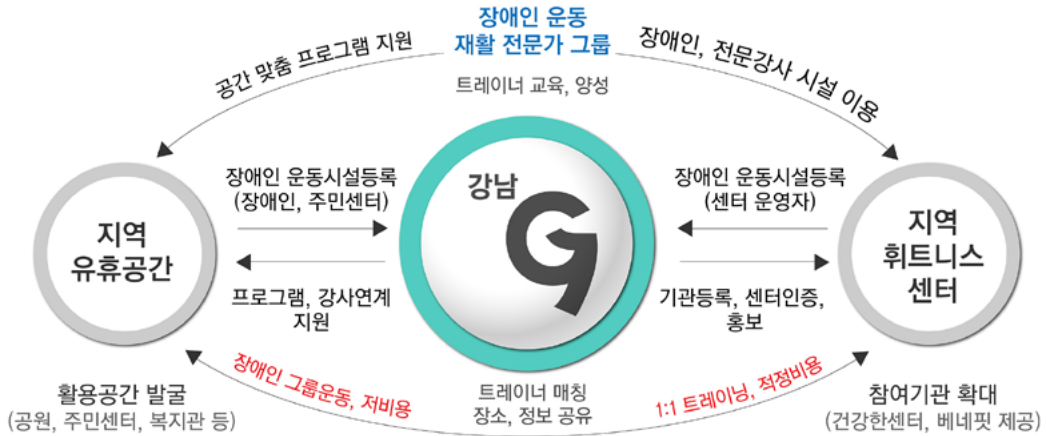 장애인 운동
재활 전문가 그룹
트레이너 교육, 양성
공간 맞춤 프로그램 지원
장애인, 전문강사 시설 이용
지역
유휴공간
장애인 운동시설등록
(장애인, 주민센터)
프로그램, 강사연계
지원
강남
G
장애인 운동시설등록
(센터 운영자)
기관등록, 센터인증,
홍보
지역
휘트니스
센터
활용공간 발굴
(공원, 주민센터, 복지관 등)
장애인 그룹운동, 저비용
트레이너 매칭
장소, 정보 공유
1:1 트레이닝, 적정비용
참여기관 확대
(건강한센터, 베네핏 제공)